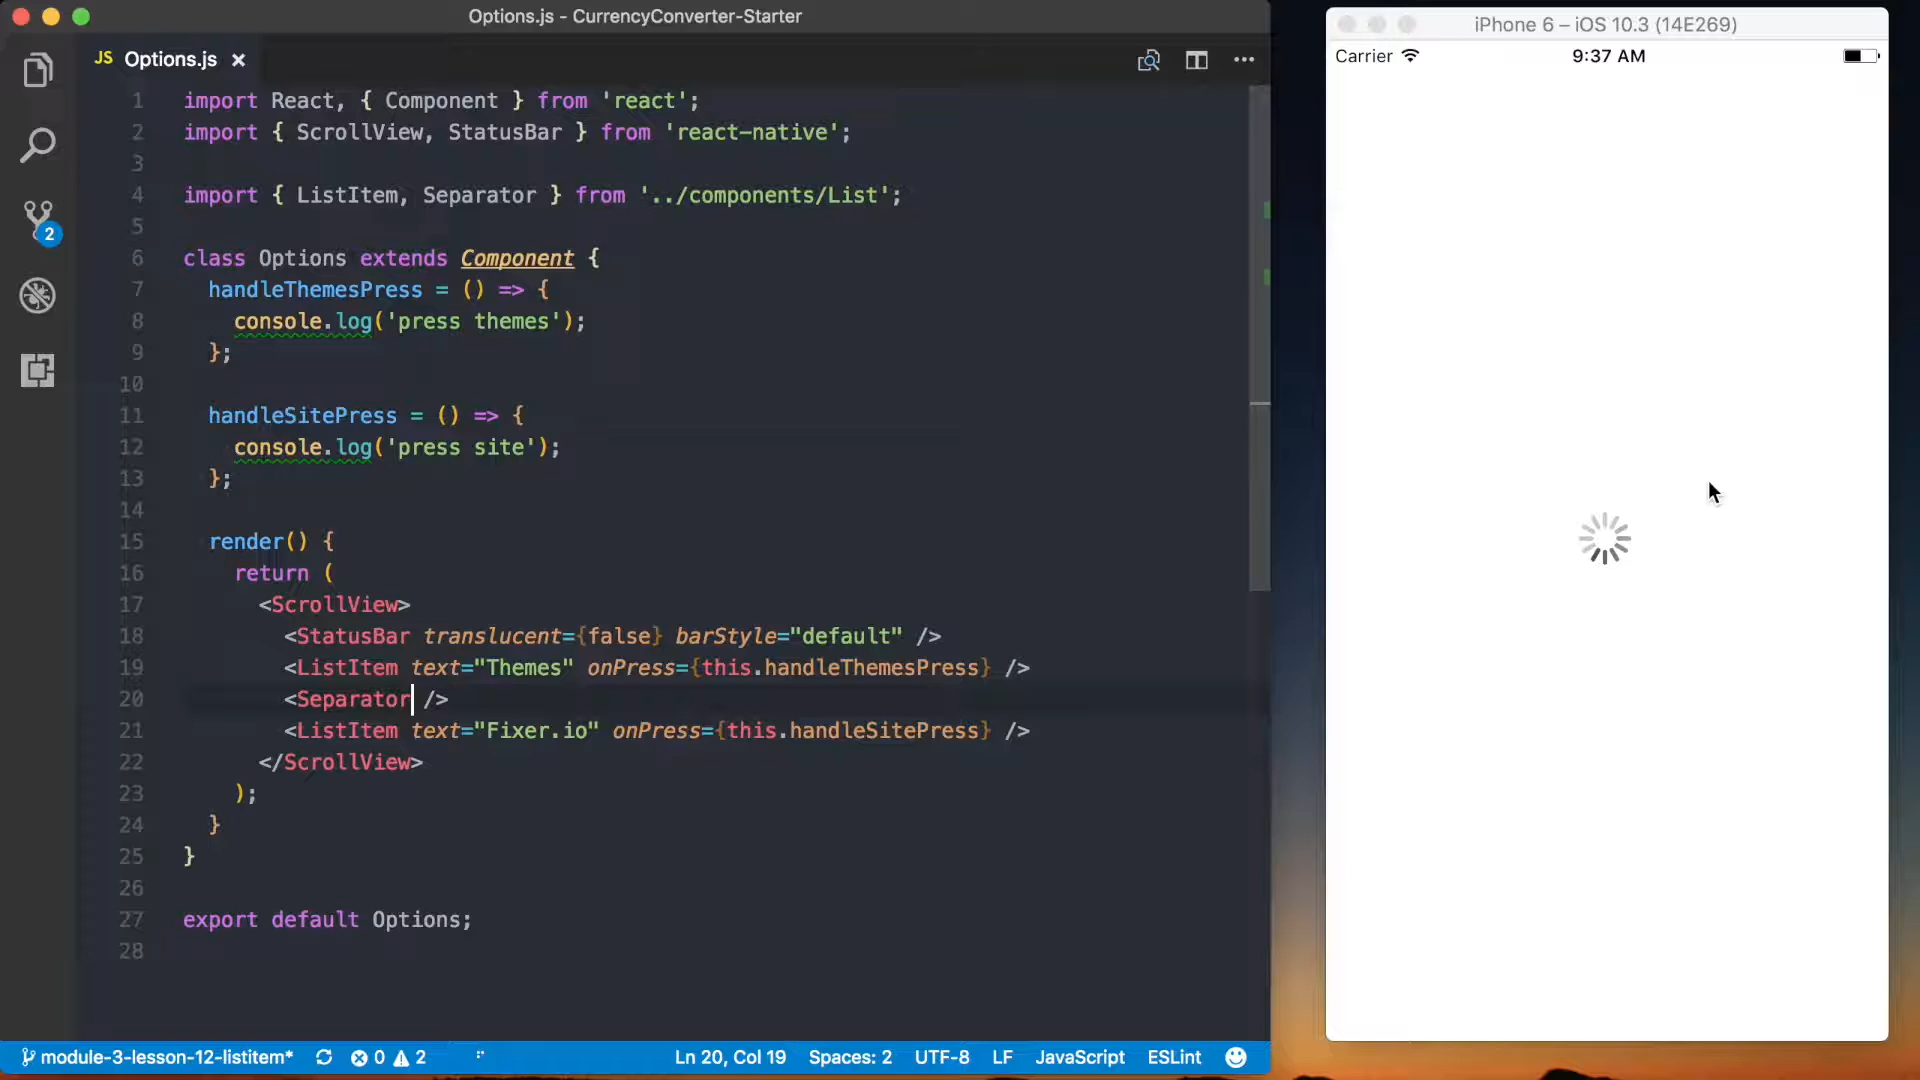 Options.js - CurrencyConverter-Starter
JS Options.js
1 import React, { Component } from 'react';
2 import { ScrollView, StatusBar } from 'react-native';
3
4 import { ListItem, Separator } from '../components/List';
5
6 class Options extends Component {
7 handleThemesPress = () => {
8 console.log('press themes');
9 };
10
11 handleSitePress = () => {
12 console.log('press site');
13 };
14
15 render() {
16 return (
17 <ScrollView>
18 <StatusBar translucent={false} barStyle="default" />
19 <ListItem text="Themes" onPress={this.handleThemesPress} />
20 <Separator />
21 <ListItem text="Fixer.io" onPress={this.handleSitePress} />
22 </ScrollView>
23 );
24 }
25 }
26
27 export default Options;
28
2
module-3-lesson-12-listitem* 0 2 Ln 20, Col 19 Spaces: 2 UTF-8 LF JavaScript ESLint
iPhone 6 – iOS 10.3 (14E269)
Carrier 9:37 AM